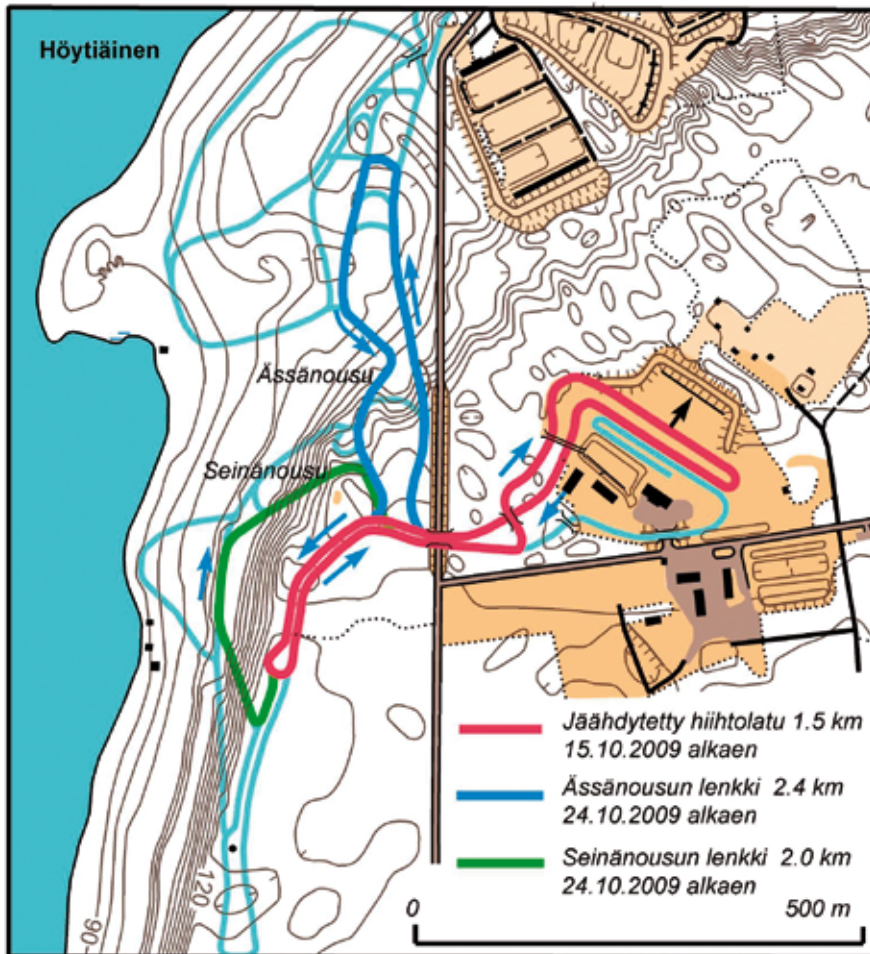 Höytiäinen
Ässänousu
Seinänousu
Jäähdytetty hiihtolatu 1.5 km
15.10.2009 alkaen
Ässänousun lenkki 2.4 km
24.10.2009 alkaen
Seinänousun lenkki 2.0 km
24.10.2009 alkaen
120
90
0
500 m